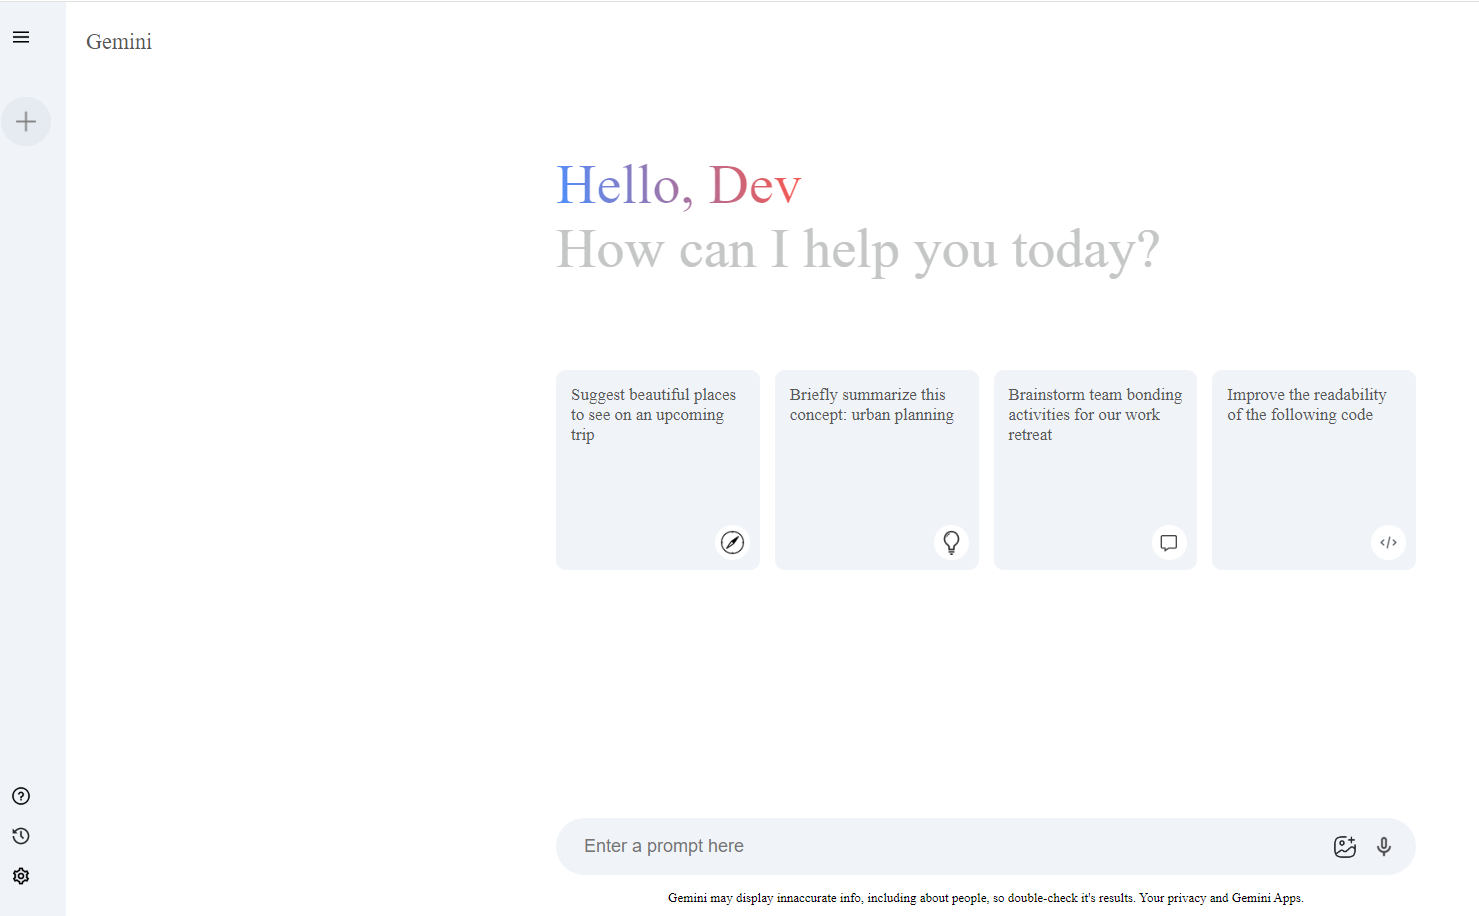 Gemini
Hello, Dev
How can I help you today?
Suggest beautiful places
to see on an upcoming
trip
Briefly summarize this
concept: urban planning
Brainstorm team bonding
activities for our work
retreat
Improve the readability
of the following code
Enter a prompt here
Gemini may display innaccurate info, including about people, so double-check it's results. Your privacy and Gemini Apps.